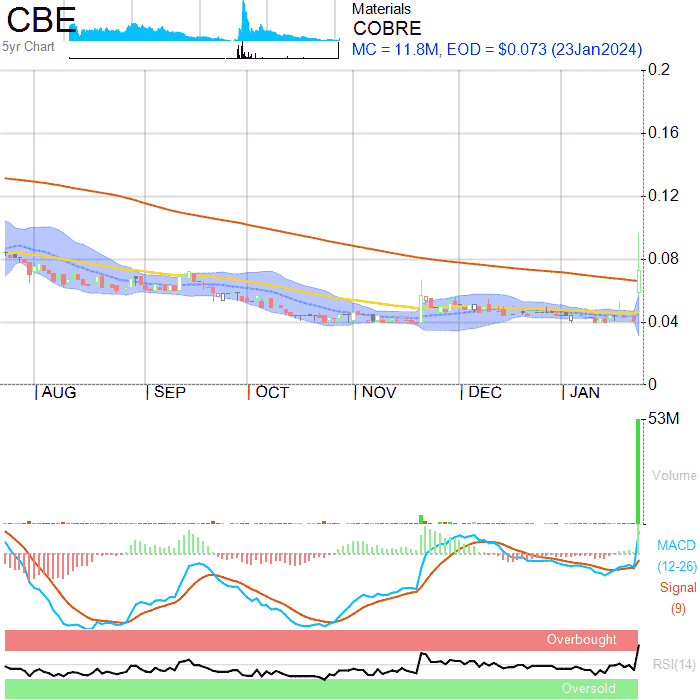 CBE
5yr Chart
Materials
COBRE
MC = 11.8M, EOD = $0.073 (23Jan2024)
0.2
0.16
0.12
0.08
0.04
0
AUG
SEP
OCT
NOV
DEC
JAN
53M
Volume
MACD
(12-26)
Signal
(9)
Overbought
RSI(14)
Oversold